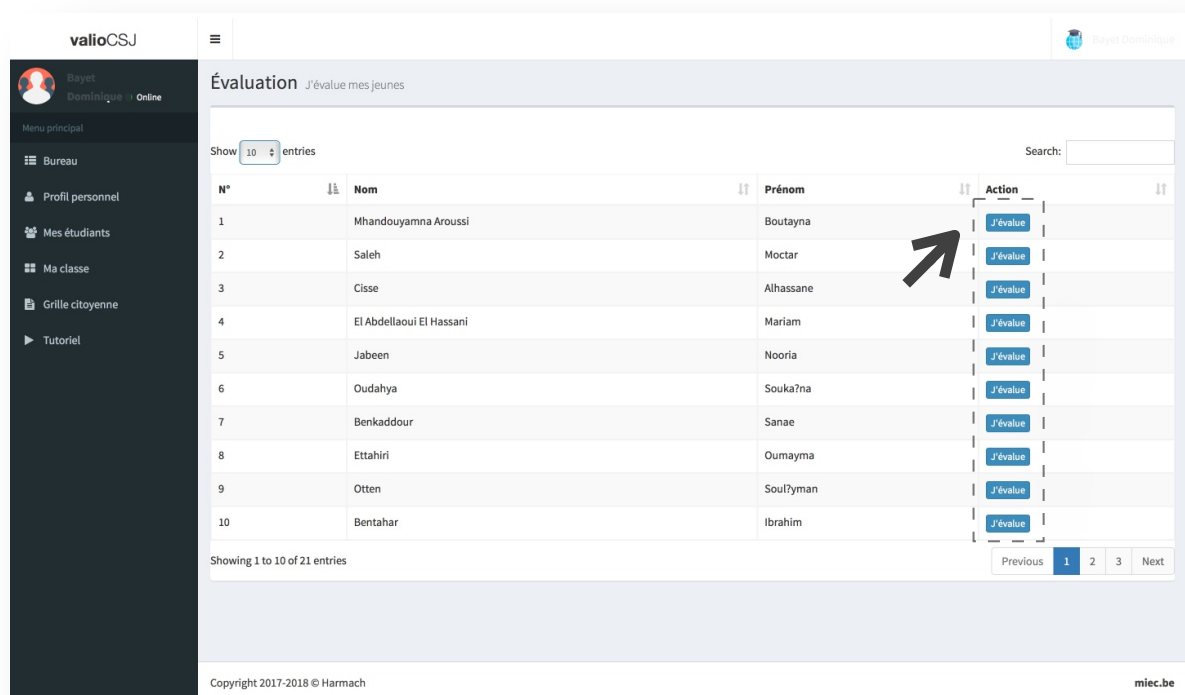 valioCSJ
Bayet Dominique
Bayet
Dominique Online
Menu principal
Bureau
Profil personnel
Mes étudiants
Ma classe
Grille citoyenne
Tutoriel
Évaluation J'évalue mes jeunes
Show 10 entries
Search:
N° Nom Prénom Action
1 Mhandouyamna Aroussi Boutayna J'évalue
2 Saleh Moctar J'évalue
3 Cisse Alhassane J'évalue
4 El Abdellaoui El Hassani Mariam J'évalue
5 Jabeen Nooria J'évalue
6 Oudahya Souka?na J'évalue
7 Benkaddour Sanae J'évalue
8 Ettahiri Oumayma J'évalue
9 Otten Soul?yman J'évalue
10 Bentahar Ibrahim J'évalue
Showing 1 to 10 of 21 entries
Previous 1 2 3 Next
Copyright 2017-2018 © Harmach
miec.be